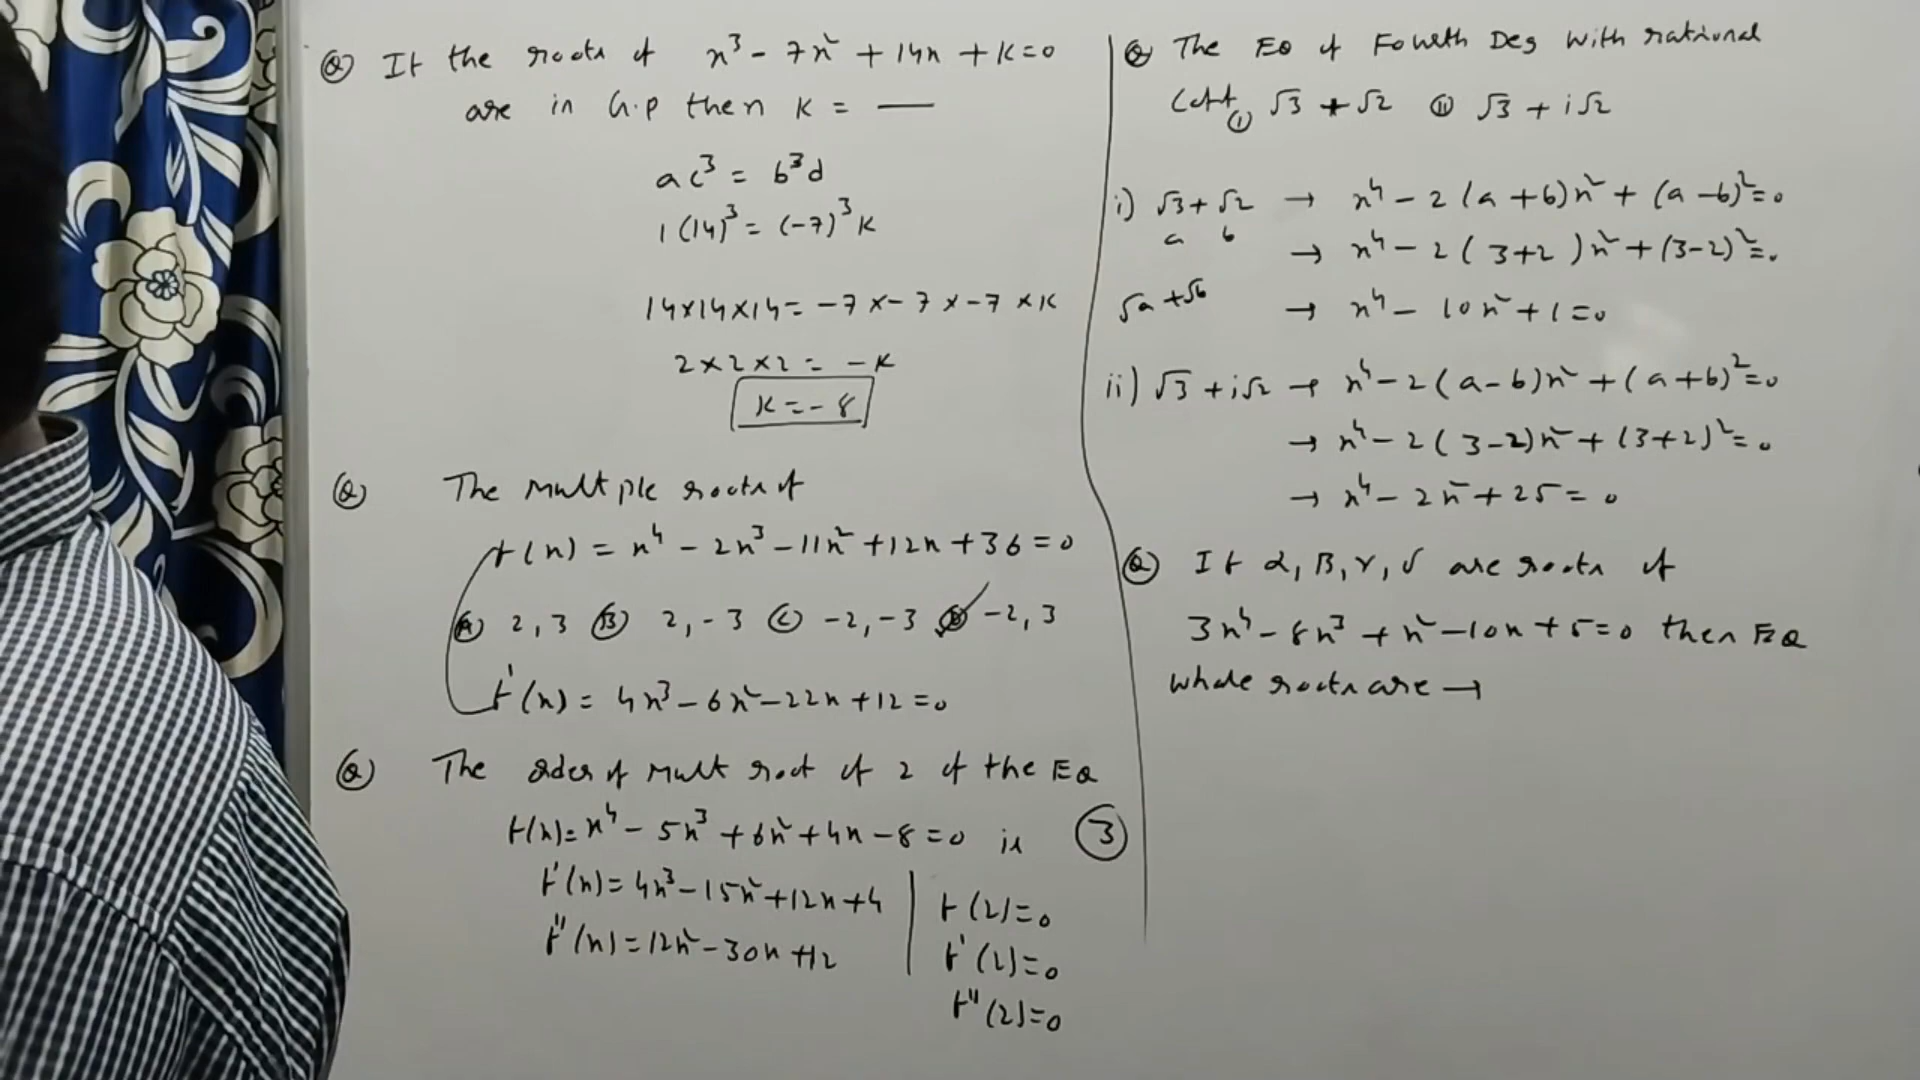 Q If the roots of x³ - 7x² + 14x + K = 0
are in G.P then K = —
ac³ = b³d
1(14)³ = (-7)³ K
14×14×14 = -7 × -7 × -7 × K
2×2×2 = -K
K = -8
Q The Multiple roots of
f(x) = x⁴ - 2x³ - 11x² + 12x + 36 = 0
A 2, 3 B 2, -3 C -2, -3 D -2, 3
f'(x) = 4x³ - 6x² - 22x + 12 = 0
Q The order of Mult root of 2 of the EQ
f(x) = x⁴ - 5x³ + 6x² + 4x - 8 = 0 is 3
f'(x) = 4x³ - 15x² + 12x + 4
f''(x) = 12x² - 30x + 12
f(2) = 0
f'(2) = 0
f''(2) = 0
Q The EQ of Fourth Deg with rational
Coff i √3 + √2 ii √3 + i√2
i) √3 + √2 → x⁴ - 2(a + b)x² + (a - b)² = 0
a b
→ x⁴ - 2(3+2)x² + (3-2)² = 0
√a + √b → x⁴ - 10x² + 1 = 0
ii) √3 + i√2 → x⁴ - 2(a - b)x² + (a + b)² = 0
→ x⁴ - 2(3-2)x² + (3+2)² = 0
→ x⁴ - 2x² + 25 = 0
Q If α, β, γ, δ are roots of
3x⁴ - 8x³ + x² - 10x + 5 = 0 then EQ
whose roots are →